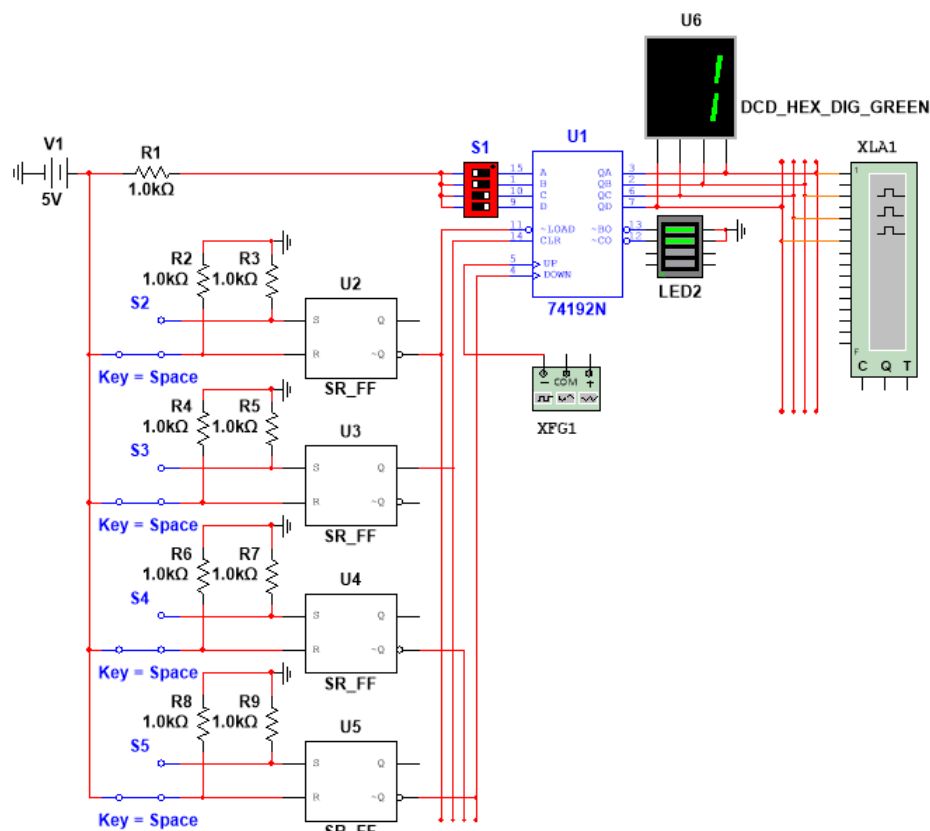 U6
DCD_HEX_DIG_GREEN
V1
5V
R1
1.0kΩ
S1
U1
15 A QA 3
1 B QB 2
10 C QC 6
9 D QD 7
11 ~LOAD ~BO 13
14 CLR ~CO 12
5 UP
4 DOWN
74192N
LED2
XLA1
1
F
C Q T
COM
XFG1
R2 R3
1.0kΩ 1.0kΩ
S2
U2
S Q
R ~Q
Key = Space
SR_FF
R4 R5
1.0kΩ 1.0kΩ
S3
U3
S Q
R ~Q
Key = Space
SR_FF
R6 R7
1.0kΩ 1.0kΩ
S4
U4
S Q
R ~Q
Key = Space
SR_FF
R8 R9
1.0kΩ 1.0kΩ
S5
U5
S Q
R ~Q
Key = Space
SR_FF